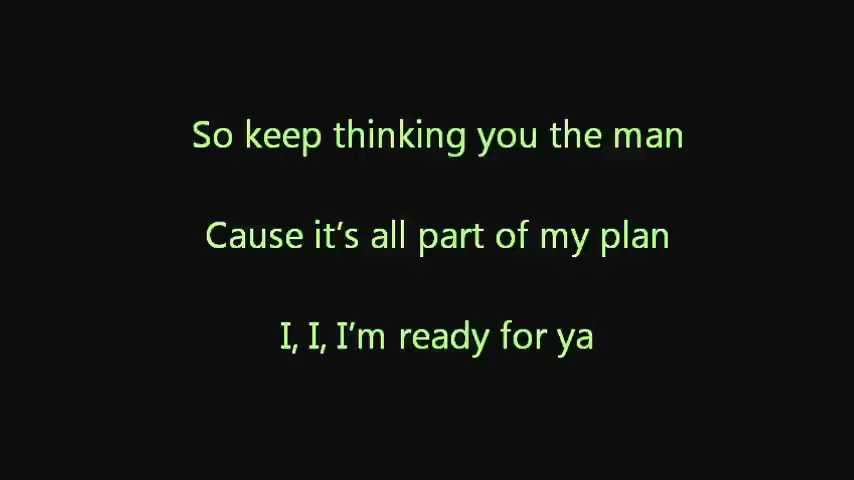 So keep thinking you the man
Cause it’s all part of my plan
I, I, I’m ready for ya